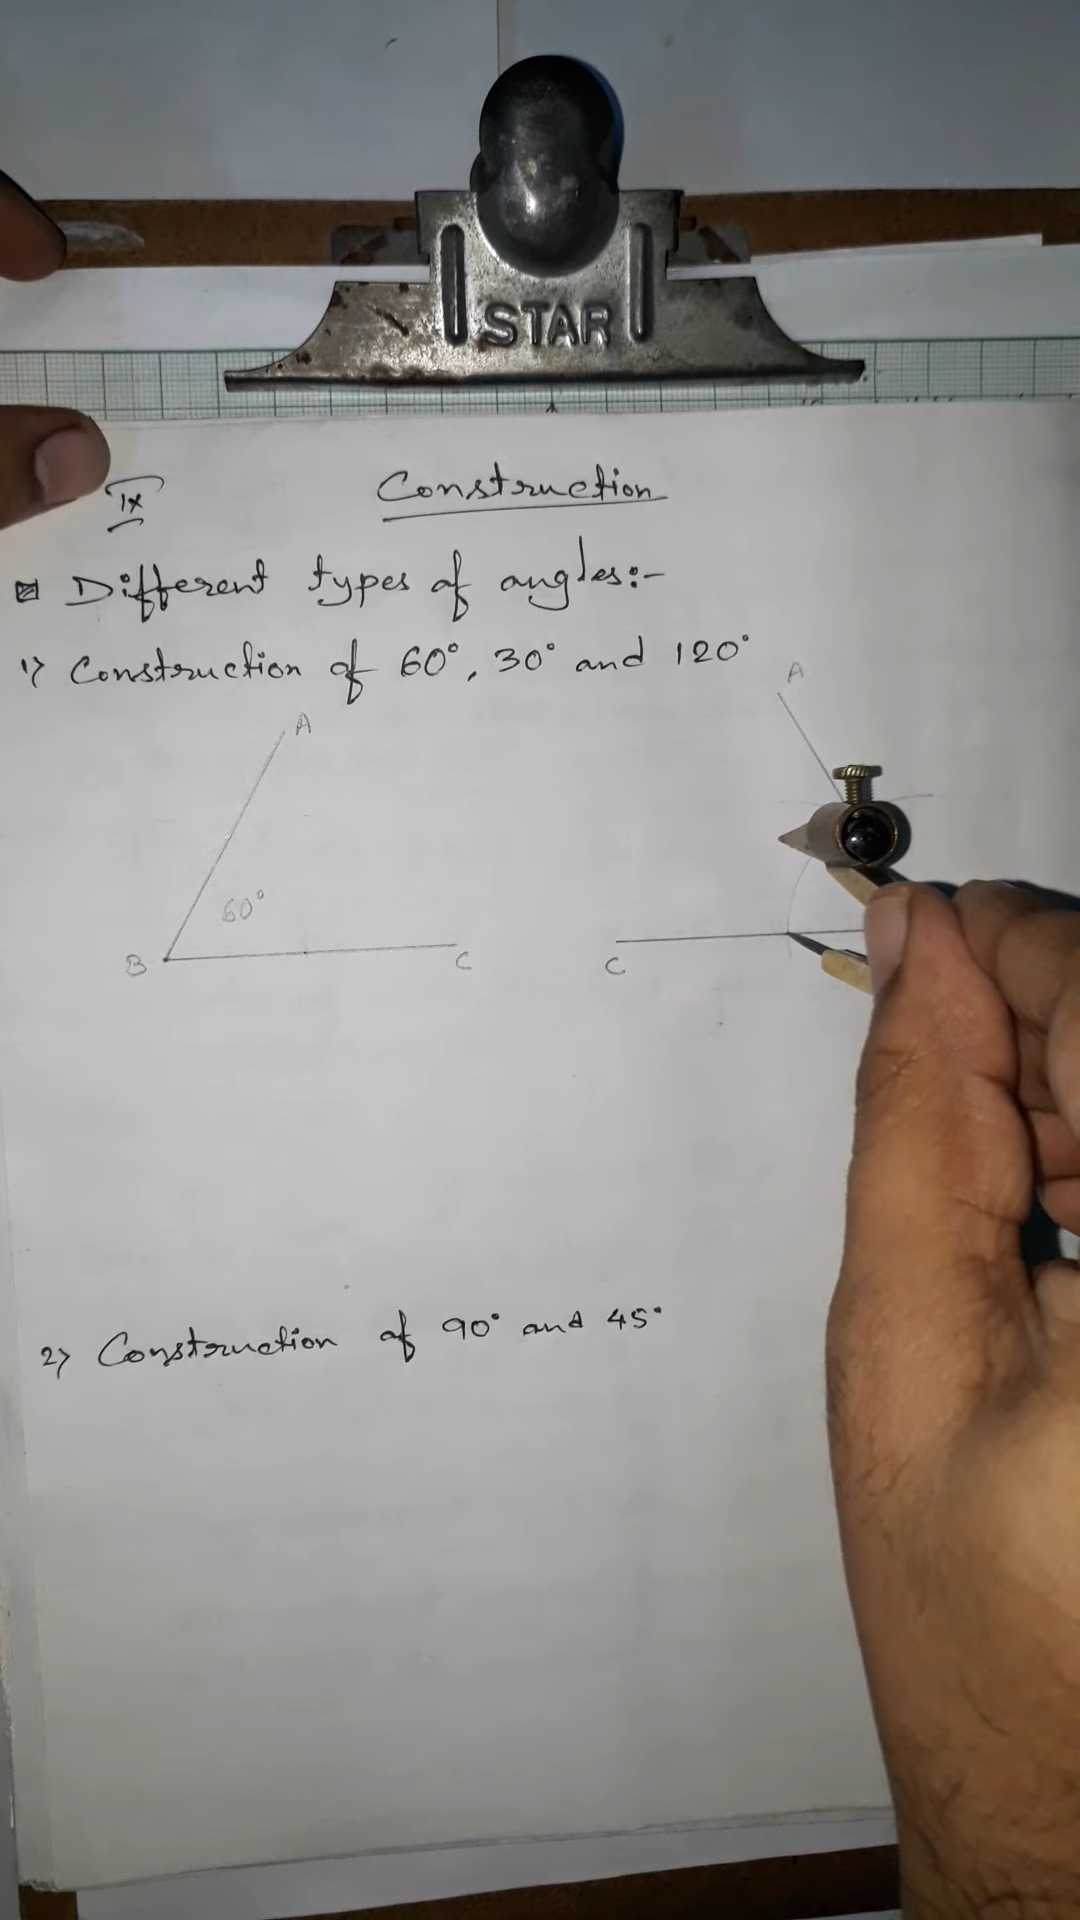 STAR
IX
Construction
Different types of angles:-
1) Construction of 60°, 30° and 120°
A
A
60°
B
C
C
2) Construction of 90° and 45°